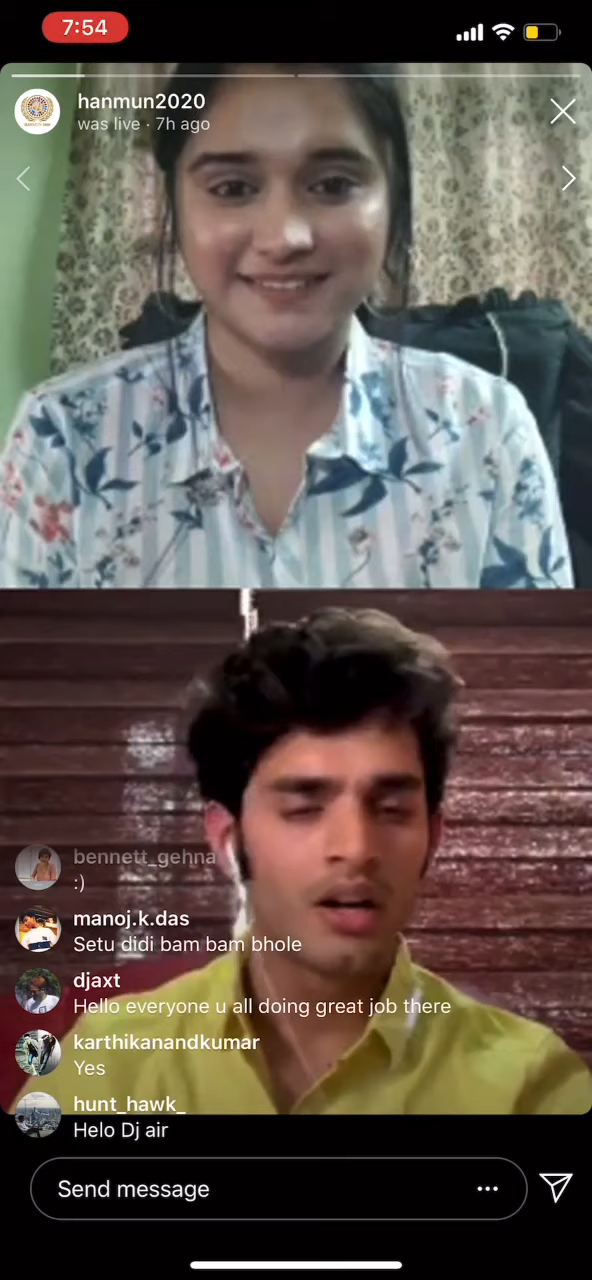 7:54
hanmun2020
was live · 7h ago
bennett_gehna
:)
manoj.k.das
Setu didi bam bam bhole
djaxt
Hello everyone u all doing great job there
karthikanandkumar
Yes
hunt_hawk_
Helo Dj air
Send message